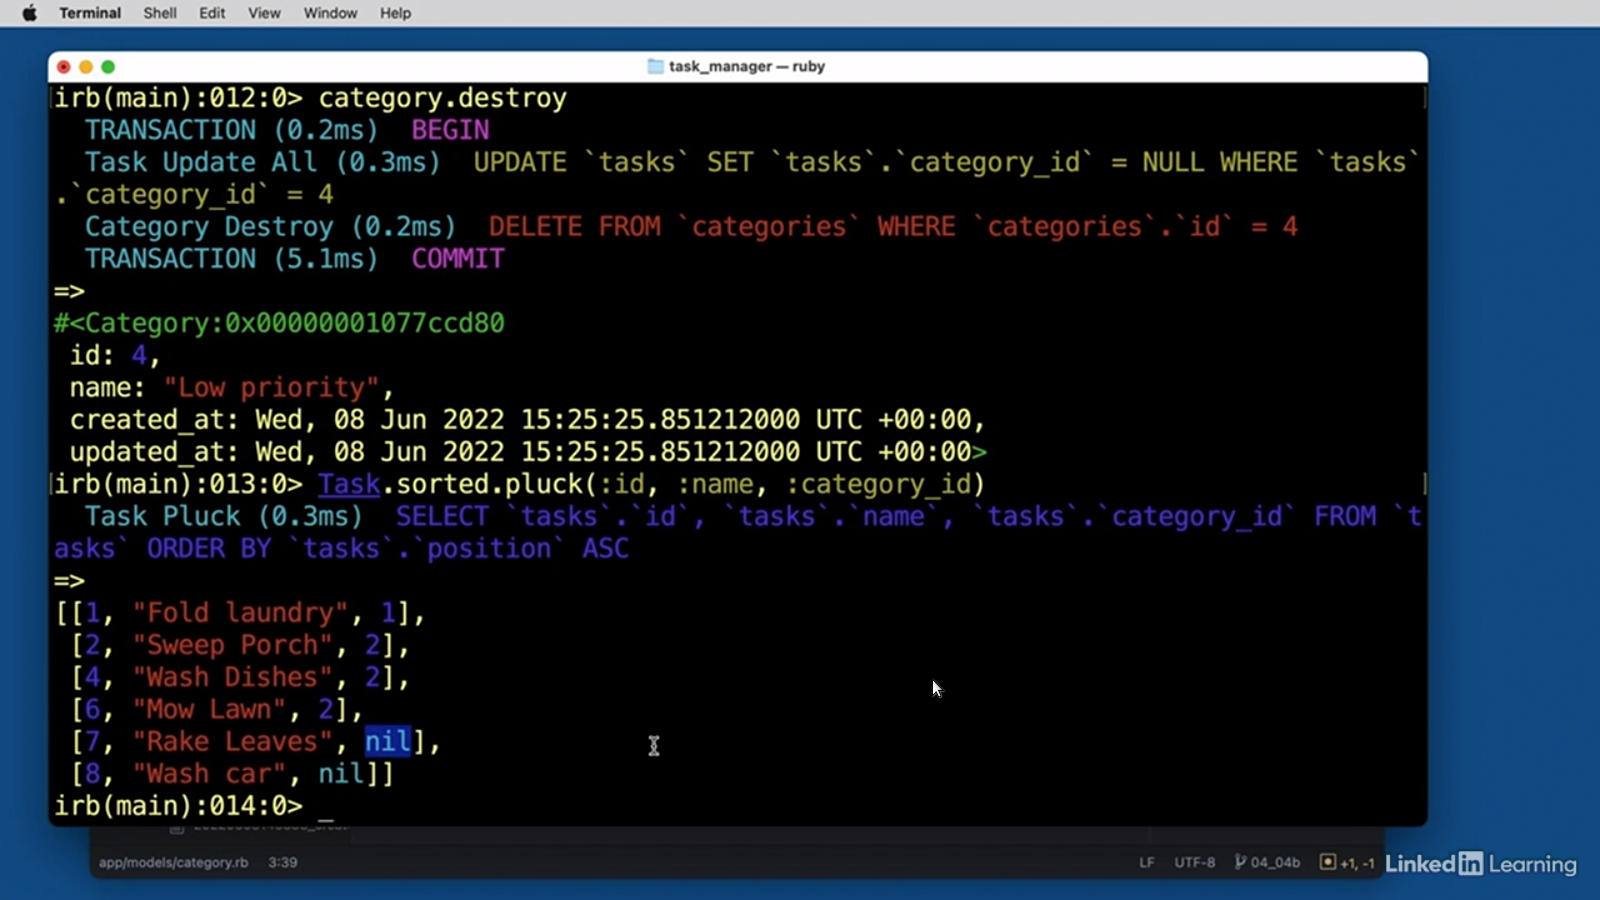 Terminal Shell Edit View Window Help
task_manager — ruby
irb(main):012:0> category.destroy
TRANSACTION (0.2ms) BEGIN
Task Update All (0.3ms) UPDATE `tasks` SET `tasks`.`category_id` = NULL WHERE `tasks`
.`category_id` = 4
Category Destroy (0.2ms) DELETE FROM `categories` WHERE `categories`.`id` = 4
TRANSACTION (5.1ms) COMMIT
=>
#<Category:0x00000001077ccd80
id: 4,
name: "Low priority",
created_at: Wed, 08 Jun 2022 15:25:25.851212000 UTC +00:00,
updated_at: Wed, 08 Jun 2022 15:25:25.851212000 UTC +00:00>
irb(main):013:0> Task.sorted.pluck(:id, :name, :category_id)
Task Pluck (0.3ms) SELECT `tasks`.`id`, `tasks`.`name`, `tasks`.`category_id` FROM `t
asks` ORDER BY `tasks`.`position` ASC
=>
[[1, "Fold laundry", 1],
[2, "Sweep Porch", 2],
[4, "Wash Dishes", 2],
[6, "Mow Lawn", 2],
[7, "Rake Leaves", nil],
[8, "Wash car", nil]]
irb(main):014:0> _
app/models/category.rb 3:39 LF UTF-8 04_04b +1, -1
LinkedIn Learning